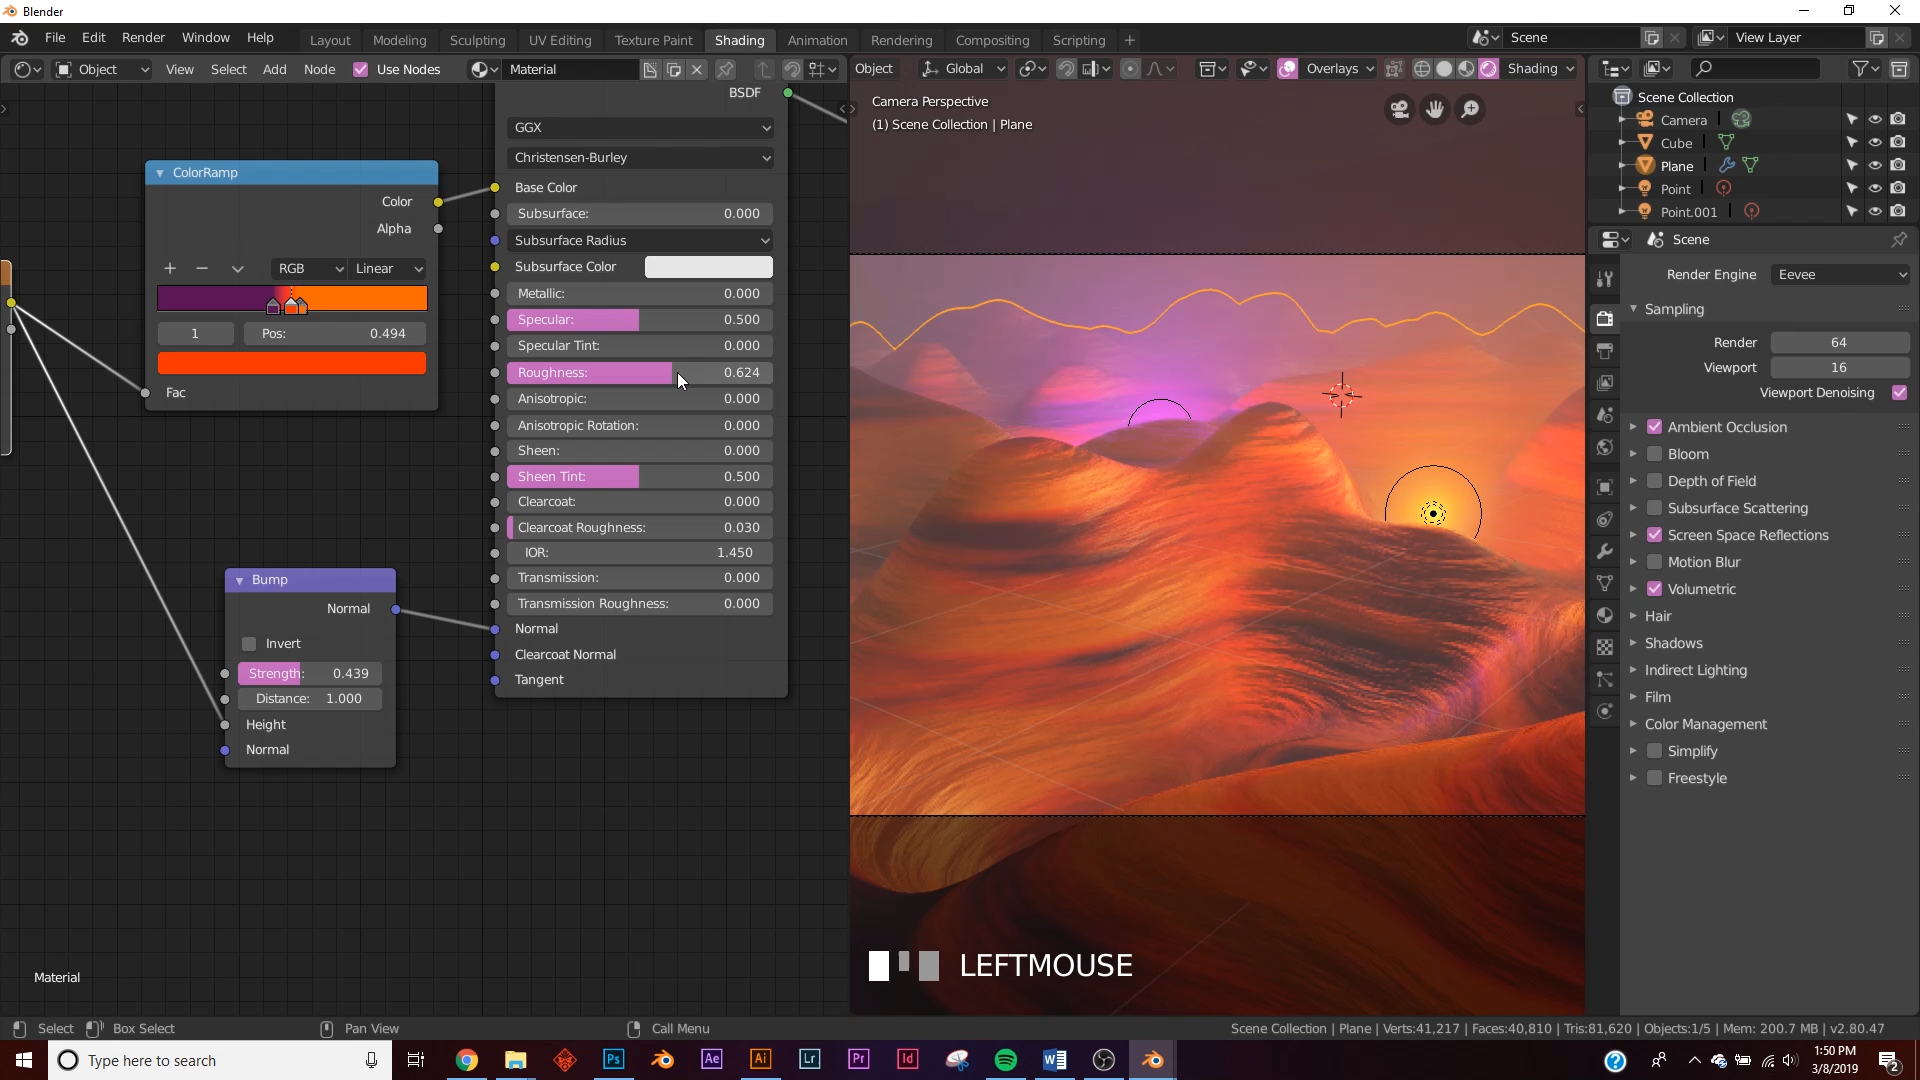 Blender
File Edit Render Window Help Layout Modeling Sculpting UV Editing Texture Paint Shading Animation Rendering Compositing Scripting + Scene View Layer
Object View Select Add Node Use Nodes Material Object Global Overlays Shading
BSDF
GGX
Christensen-Burley
Base Color
Subsurface: 0.000
Subsurface Radius
Subsurface Color
Metallic: 0.000
Specular: 0.500
Specular Tint: 0.000
Roughness: 0.624
Anisotropic: 0.000
Anisotropic Rotation: 0.000
Sheen: 0.000
Sheen Tint: 0.500
Clearcoat: 0.000
Clearcoat Roughness: 0.030
IOR: 1.450
Transmission: 0.000
Transmission Roughness: 0.000
Normal
Clearcoat Normal
Tangent
ColorRamp
Color
Alpha
RGB Linear
1 Pos: 0.494
Fac
Bump
Normal
Invert
Strength: 0.439
Distance: 1.000
Height
Normal
Material
Camera Perspective
(1) Scene Collection | Plane
LEFTMOUSE
Scene Collection
Camera
Cube
Plane
Point
Point.001
Scene
Render Engine Eevee
Sampling
Render 64
Viewport 16
Viewport Denoising
Ambient Occlusion
Bloom
Depth of Field
Subsurface Scattering
Screen Space Reflections
Motion Blur
Volumetric
Hair
Shadows
Indirect Lighting
Film
Color Management
Simplify
Freestyle
Select Box Select Pan View Call Menu Scene Collection | Plane | Verts:41,217 | Faces:40,810 | Tris:81,620 | Objects:1/5 | Mem: 200.7 MB | v2.80.47
Type here to search Ps Ae Ai Lr Pr Id W
1:50 PM
3/8/2019
2